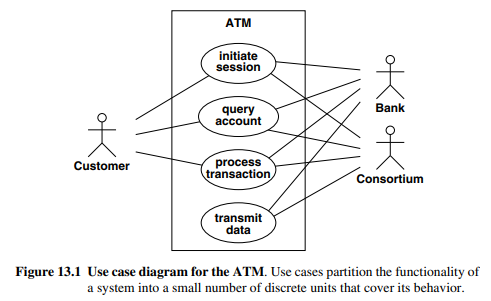 ATM
initiate
session
query
account
process
transaction
transmit
data
Customer
Bank
Consortium
Figure 13.1 Use case diagram for the ATM. Use cases partition the functionality of
a system into a small number of discrete units that cover its behavior.